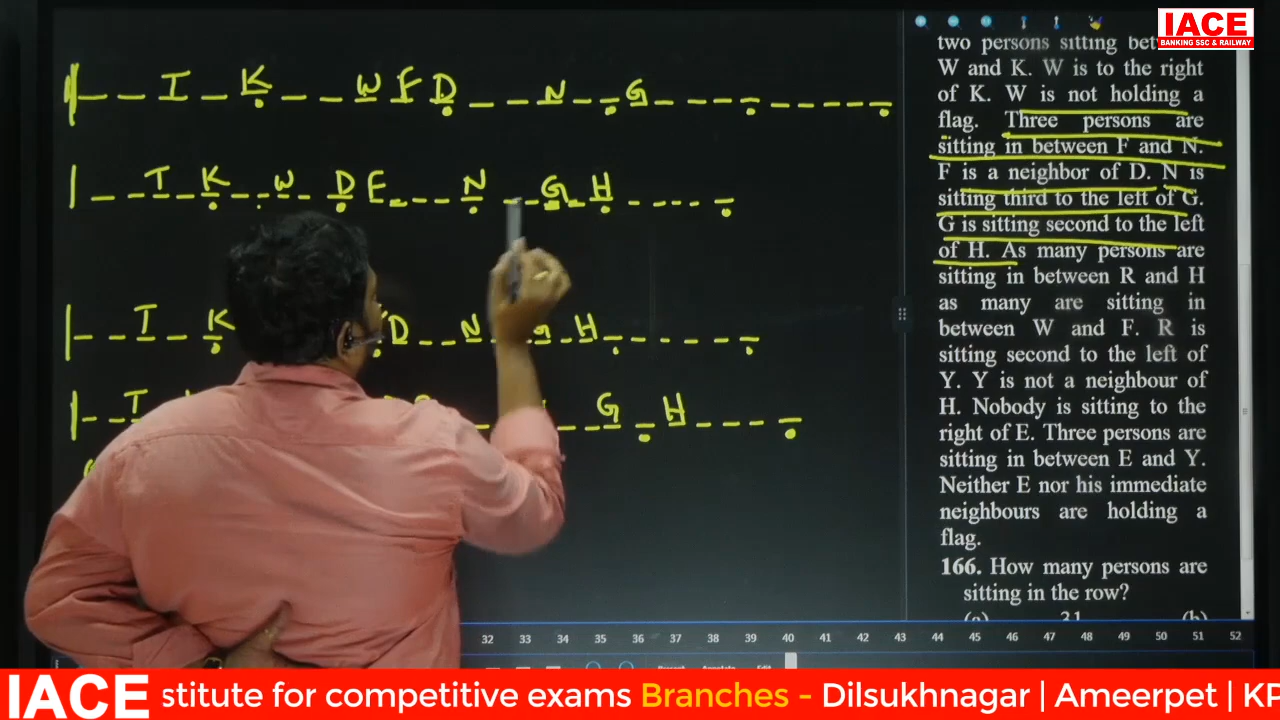 IACE
BANKING SSC & RAILWAY
two persons sitting
W and K. W is to the right
of K. W is not holding a
flag. Three persons are
sitting in between F and N.
F is a neighbor of D. N is
sitting third to the left of G.
G is sitting second to the left
of H. As many persons are
sitting in between R and H
as many are sitting in
between W and F. R is
sitting second to the left of
Y. Y is not a neighbour of
H. Nobody is sitting to the
right of E. Three persons are
sitting in between E and Y.
Neither E nor his immediate
neighbours are holding a
flag.
166. How many persons are
sitting in the row?
T K W F D N G
T K W D F N G H
T K D N G H
T G H
32 33 34 35 36 37 38 39 40 41 42 43 44 45 46 47 48 49 50 51 52
IACE stitute for competitive exams Branches - Dilsukhnagar | Ameerpet | KP